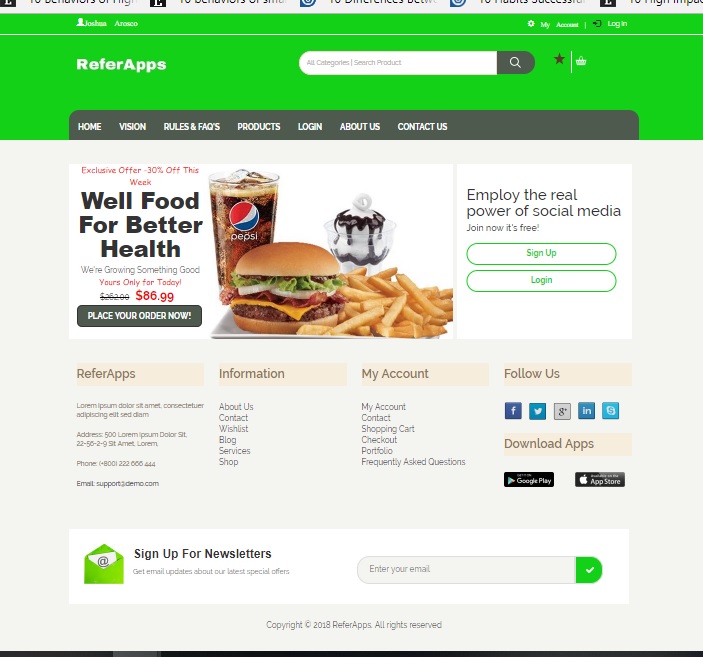 10 Behaviors of
10 Behaviors of
10 Differences
10 Habits Successful
10 High
Joshua Arosco
My Account | Log In
ReferApps
All Categories | Search Product
HOME VISION RULES & FAQ'S PRODUCTS LOGIN ABOUT US CONTACT US
Exclusive Offer -30% Off This
Week
Well Food
For Better
Health
We're Growing Something Good
Yours Only for Today!
$262.99 $86.99
PLACE YOUR ORDER NOW!
pepsi
Employ the real
power of social media
Join now it's free!
Sign Up
Login
ReferApps
Lorem ipsum dolor sit amet, consectetuer
adipiscing elit sed diam
Address: 500 Lorem Ipsum Dolor Sit,
22-56-2-9 Sit Amet, Lorem,
Phone: (+800) 222 666 444
Email: support@demo.com
Information
About Us
Contact
Wishlist
Blog
Services
Shop
My Account
My Account
Contact
Shopping Cart
Checkout
Portfolio
Frequently Asked Questions
Follow Us
Download Apps
Google Play
App Store
Sign Up For Newsletters
Get email updates about our latest special offers
Enter your email
Copyright © 2018 ReferApps. All rights reserved